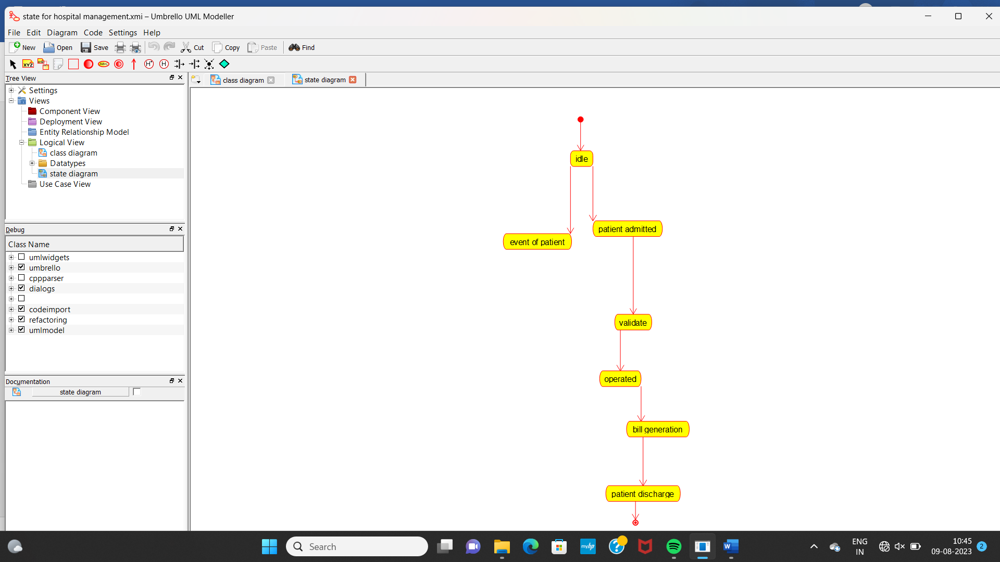 state for hospital management.xmi – Umbrello UML Modeller
File Edit Diagram Code Settings Help
New Open Save Cut Copy Paste Find
XYZ ABC H* H
Tree View
class diagram state diagram
Settings
Views
Component View
Deployment View
Entity Relationship Model
Logical View
class diagram
Datatypes
state diagram
Use Case View
Debug
Class Name
umlwidgets
umbrello
cppparser
dialogs
codeimport
refactoring
umlmodel
Documentation
state diagram
idle
patient admitted
event of patient
validate
operated
bill generation
patient discharge
Search
myhp
W
ENG
IN
10:45
09-08-2023
2